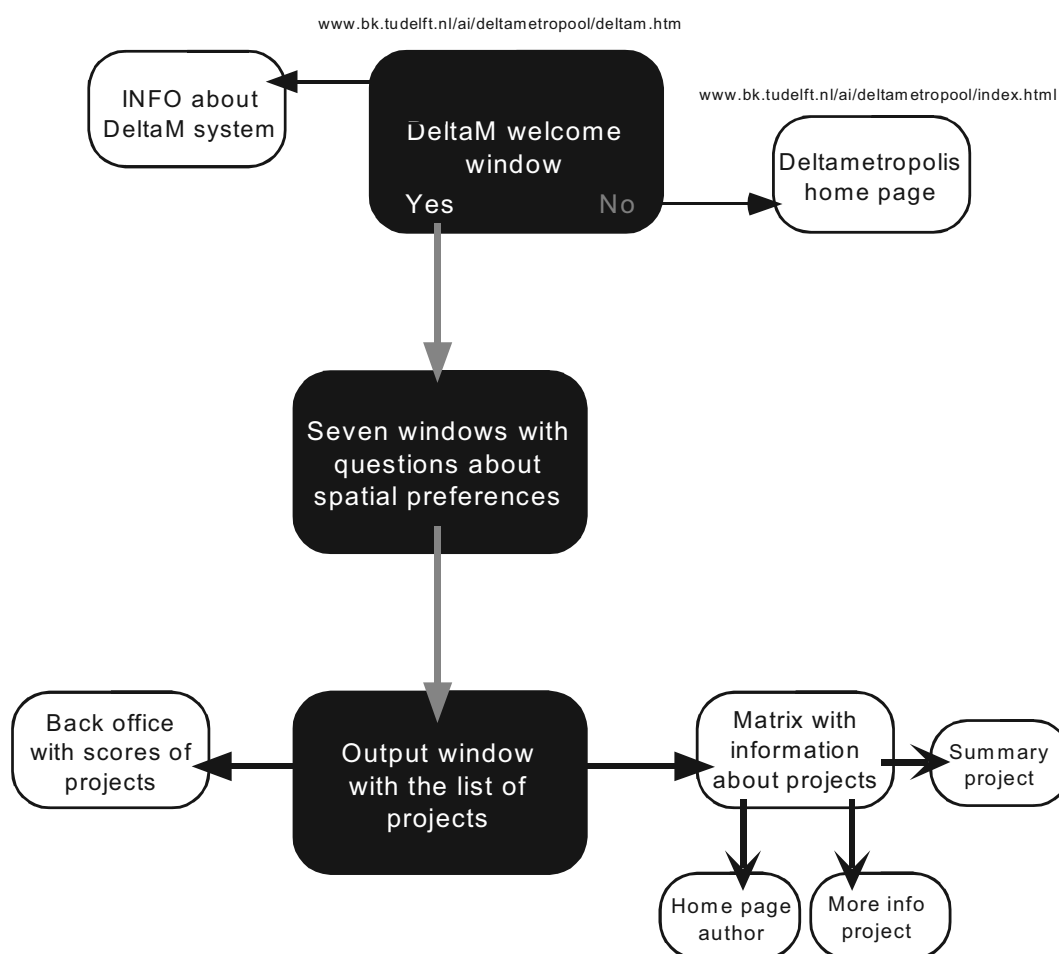 www.bk.tudelft.nl/ai/deltametropool/deltam.htm
INFO about
DeltaM system
DeltaM welcome
window
Yes
No
www.bk.tudelft.nl/ai/deltametropool/index.html
Deltametropolis
home page
Seven windows with
questions about
spatial preferences
Back office
with scores of
projects
Output window
with the list of
projects
Matrix with
information
about projects
Summary
project
Home page
author
More info
project